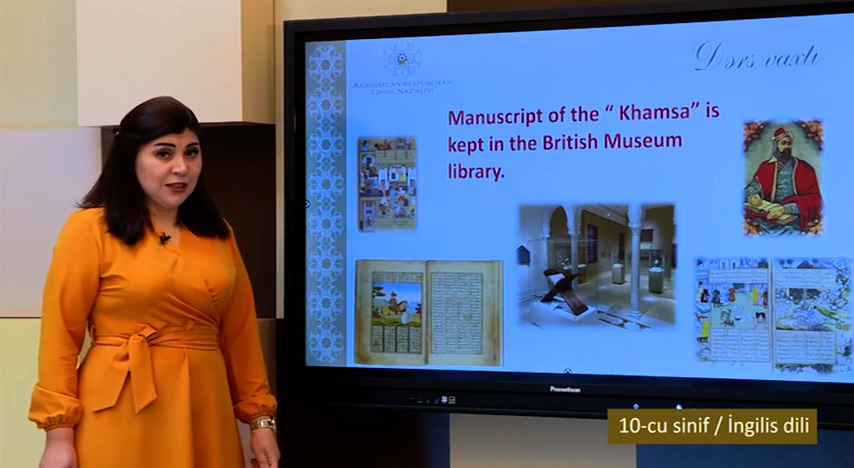 Dərs vaxtı
AZƏRBAYCAN RESPUBLİKASI
TƏHSİL NAZİRLİYİ
Manuscript of the “ Khamsa” is
kept in the British Museum
library.
Promethean
10-cu sinif / İngilis dili